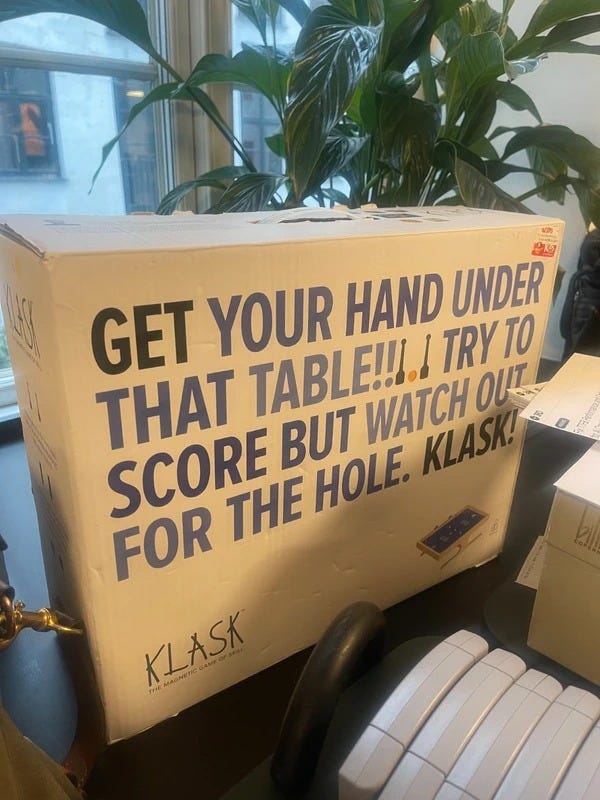 GET YOUR HAND UNDER
THAT TABLE!! TRY TO
SCORE BUT WATCH OUT
FOR THE HOLE. KLASK!
KLASK
THE MAGNETIC GAME OF SKILL
KLASK